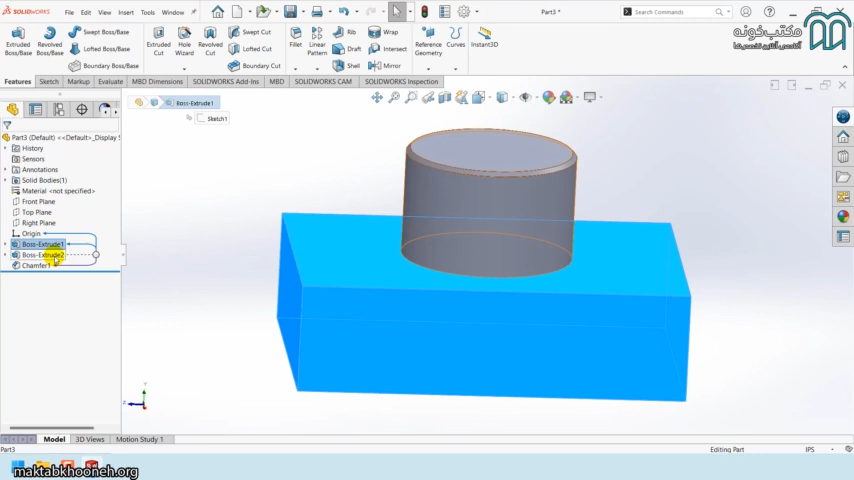 SOLIDWORKS File Edit View Insert Tools Window Part3 * Search Commands
مکتب‌خونه
Extruded Boss/Base Revolved Boss/Base Swept Boss/Base Lofted Boss/Base Boundary Boss/Base Extruded Cut Hole Wizard Revolved Cut Swept Cut Lofted Cut Boundary Cut Fillet Linear Pattern Rib Draft Shell Wrap Intersect Mirror Reference Geometry Curves Instant3D
Features Sketch Markup Evaluate MBD Dimensions SOLIDWORKS Add-Ins MBD SOLIDWORKS CAM SOLIDWORKS Inspection
Boss-Extrude1
Sketch1
Part3 (Default) <<Default>_Display S
History
Sensors
Annotations
Solid Bodies(1)
Material <not specified>
Front Plane
Top Plane
Right Plane
Origin
Boss-Extrude1
Boss-Extrude2
Chamfer1
Y
Z
Model 3D Views Motion Study 1
Part3 Editing Part IPS
maktabkhooneh.org